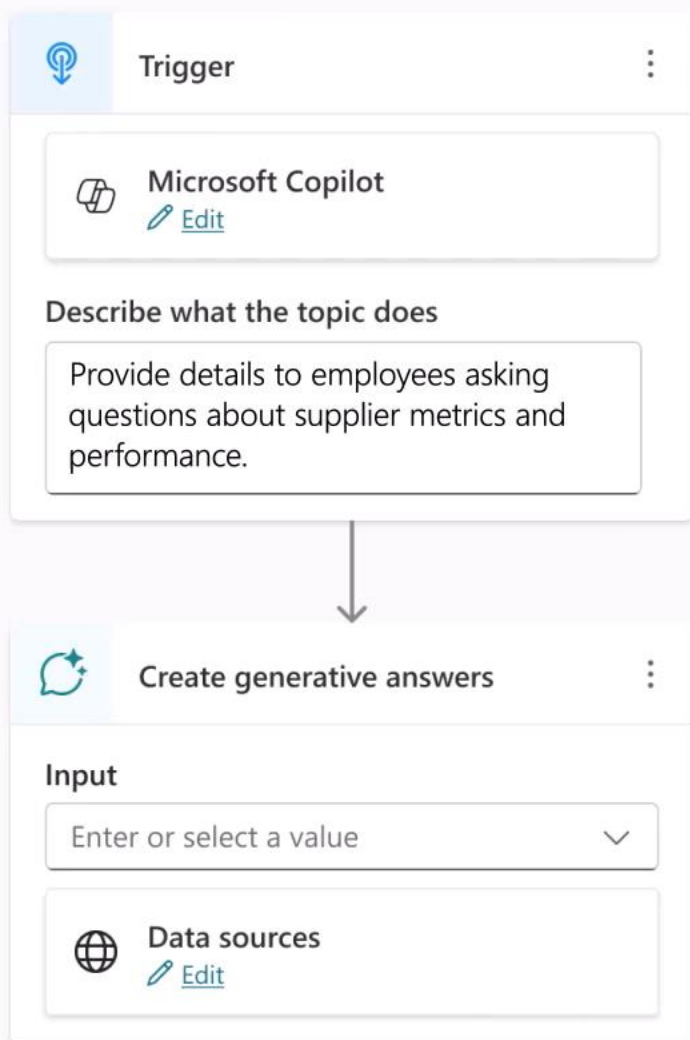 Trigger
Microsoft Copilot
Edit
Describe what the topic does
Provide details to employees asking
questions about supplier metrics and
performance.
Create generative answers
Input
Enter or select a value
Data sources
Edit